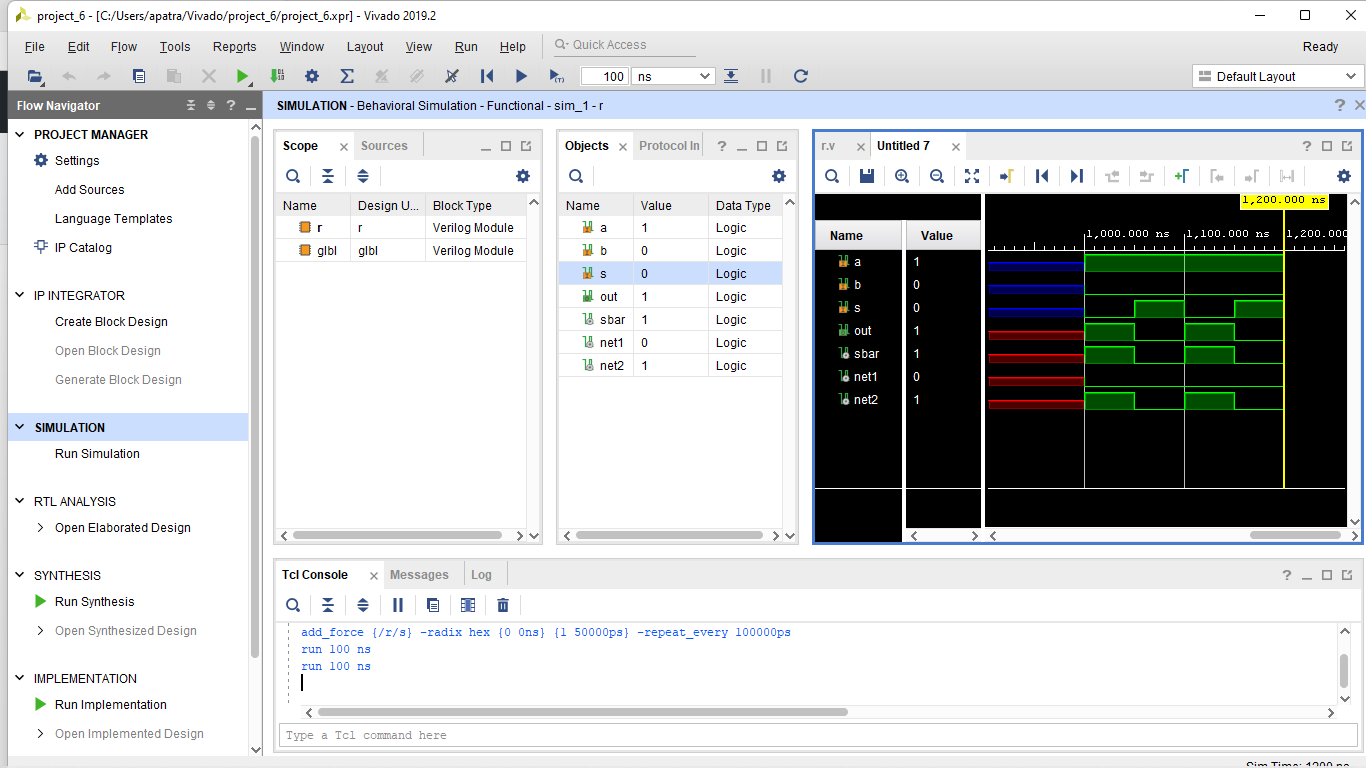 project_6 - [C:/Users/apatra/Vivado/project_6/project_6.xpr] - Vivado 2019.2
File Edit Flow Tools Reports Window Layout View Run Help Quick Access Ready
100 ns Default Layout
Flow Navigator
PROJECT MANAGER
Settings
Add Sources
Language Templates
IP Catalog
IP INTEGRATOR
Create Block Design
Open Block Design
Generate Block Design
SIMULATION
Run Simulation
RTL ANALYSIS
Open Elaborated Design
SYNTHESIS
Run Synthesis
Open Synthesized Design
IMPLEMENTATION
Run Implementation
Open Implemented Design
SIMULATION - Behavioral Simulation - Functional - sim_1 - r
Scope Sources
Name Design U... Block Type
r r Verilog Module
glbl glbl Verilog Module
Objects Protocol In
Name Value Data Type
a 1 Logic
b 0 Logic
s 0 Logic
out 1 Logic
sbar 1 Logic
net1 0 Logic
net2 1 Logic
r.v Untitled 7
1,200.000 ns
Name Value 1,000.000 ns 1,100.000 ns 1,200.000
a 1
b 0
s 0
out 1
sbar 1
net1 0
net2 1
Tcl Console Messages Log
add_force {/r/s} -radix hex {0 0ns} {1 50000ps} -repeat_every 100000ps
run 100 ns
run 100 ns
Type a Tcl command here
Sim Time: 1200 ns